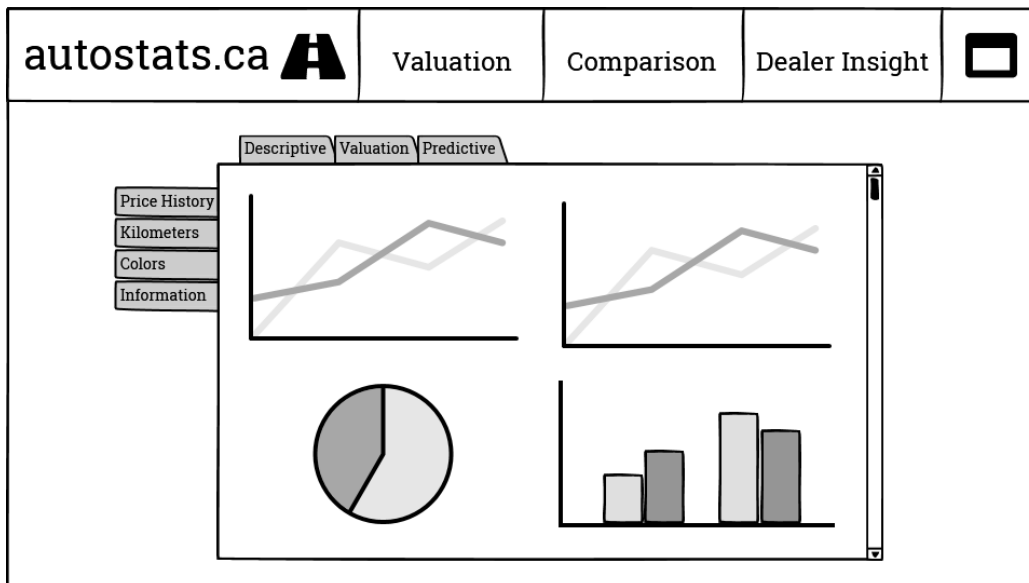 autostats.ca
Valuation
Comparison
Dealer Insight
Descriptive
Valuation
Predictive
Price History
Kilometers
Colors
Information